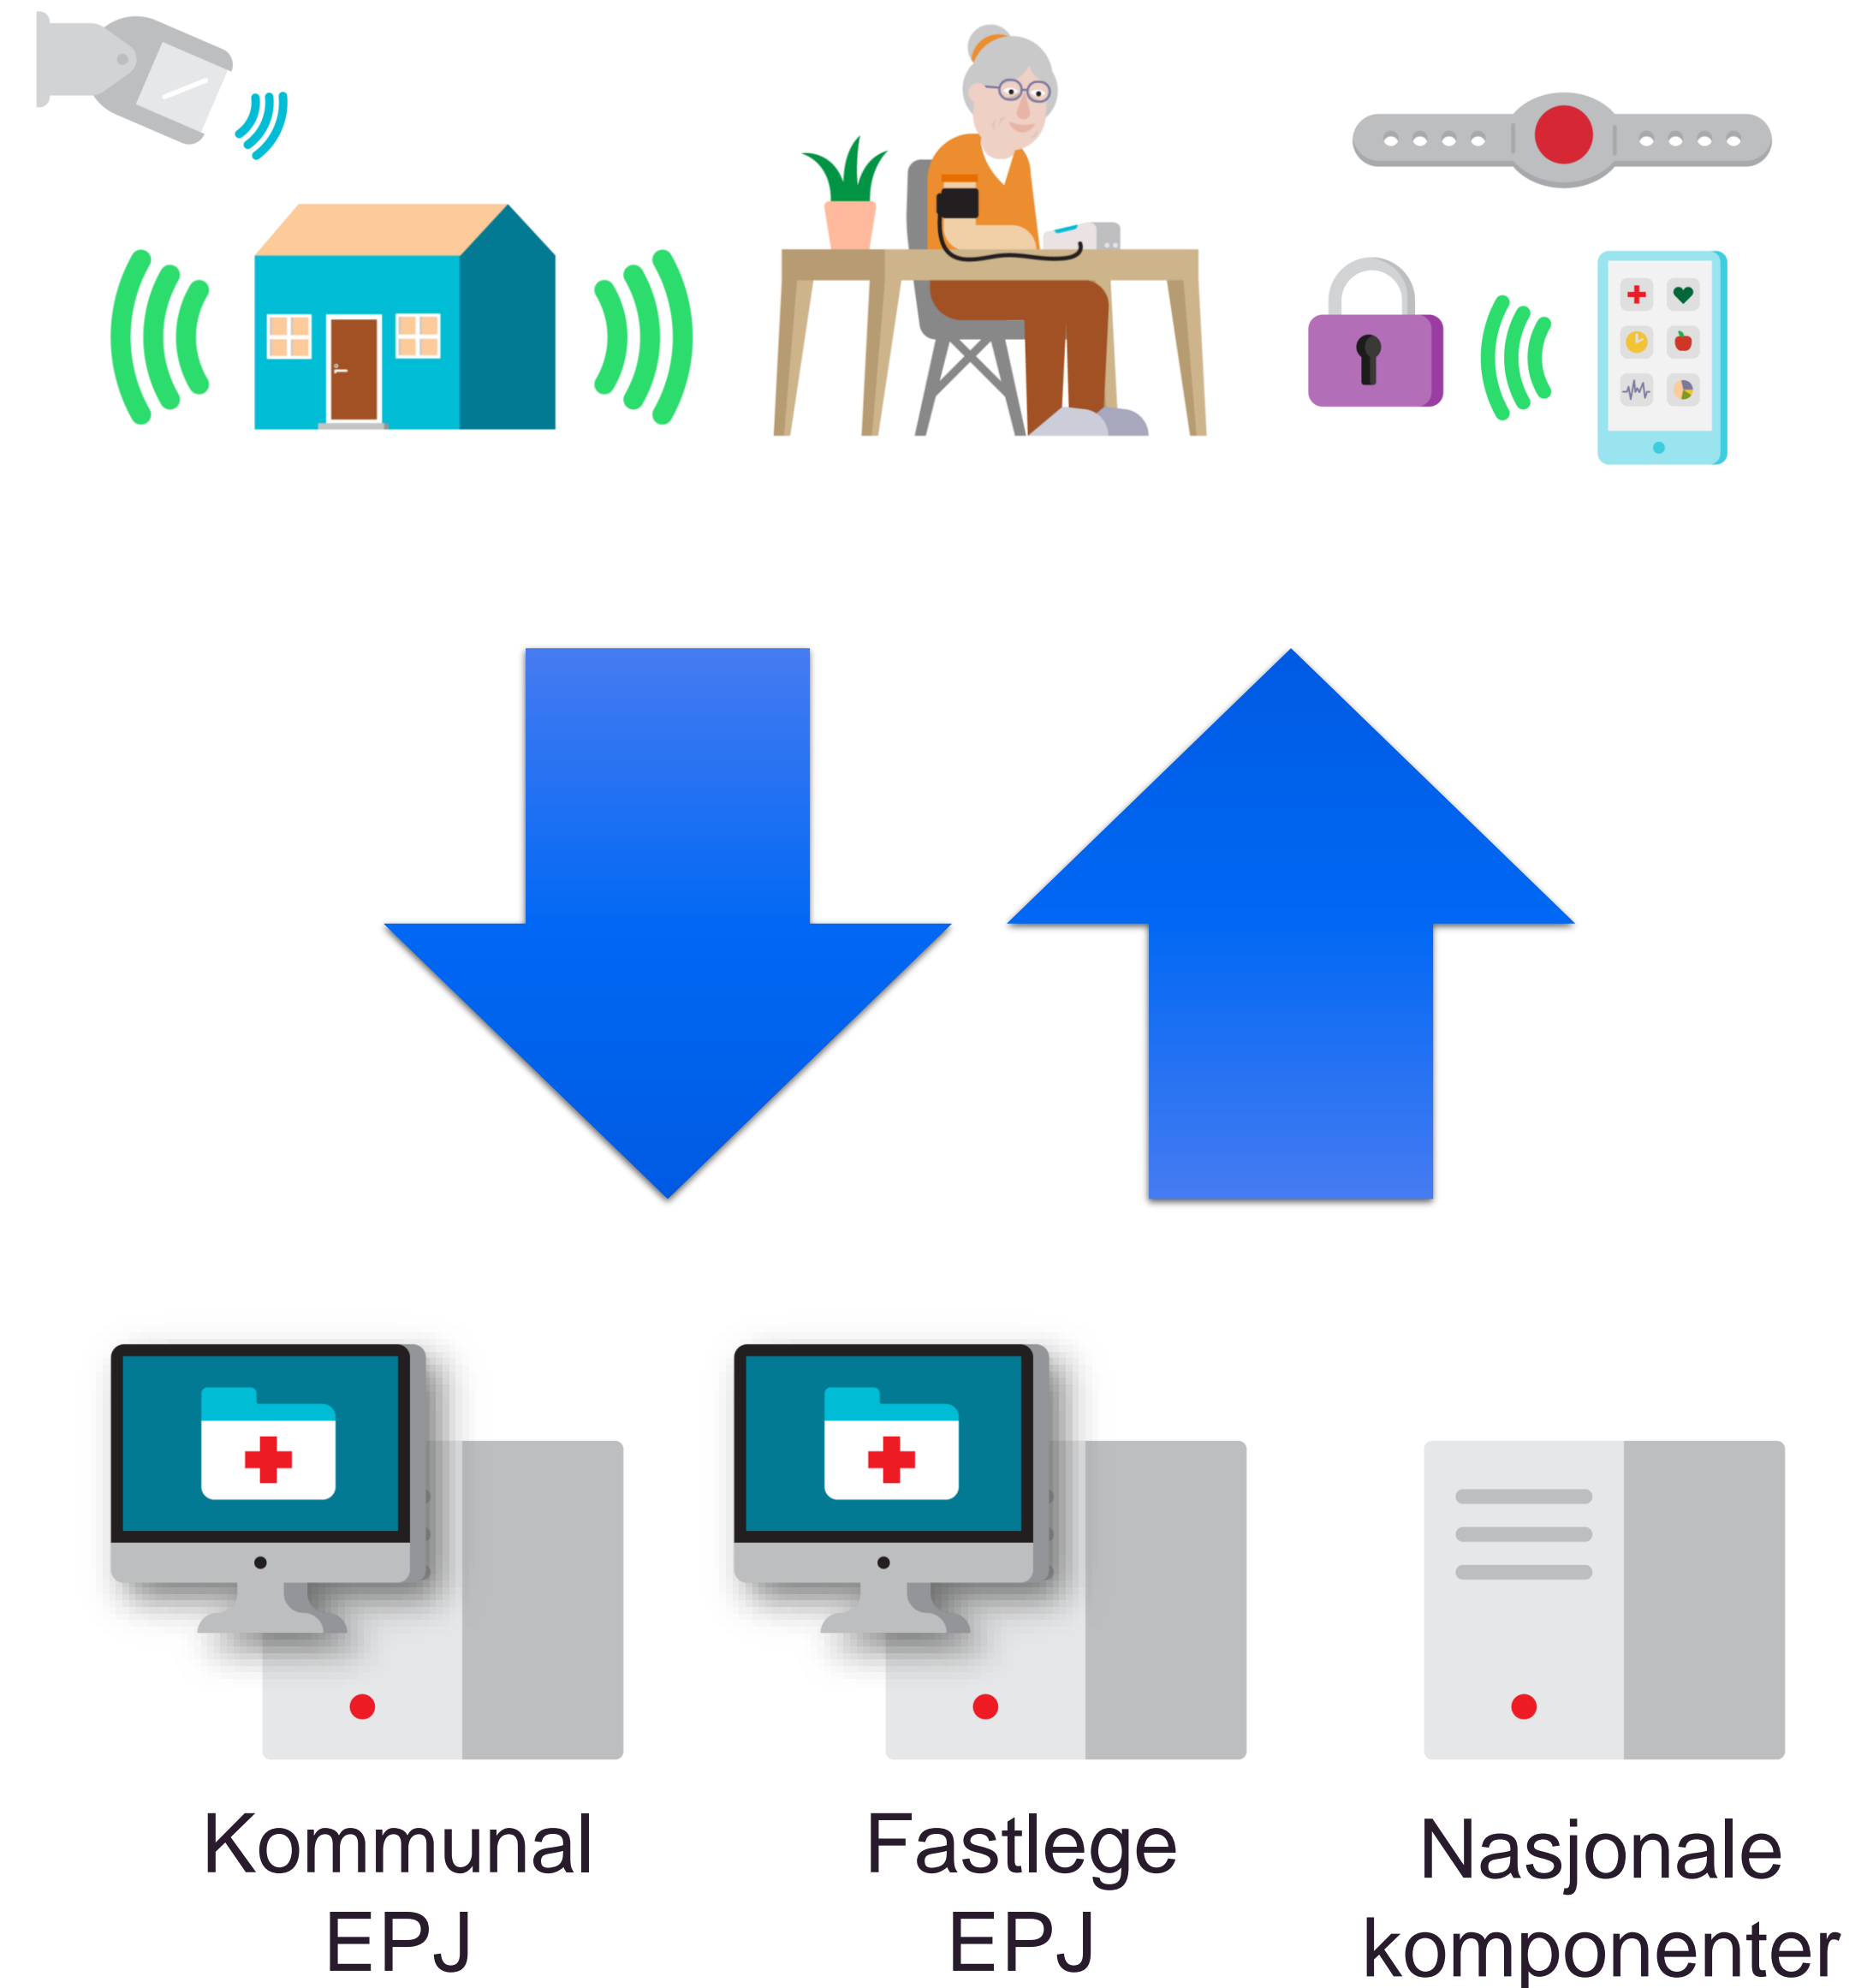 Kommunal
EPJ
Fastlege
EPJ
Nasjonale
komponenter